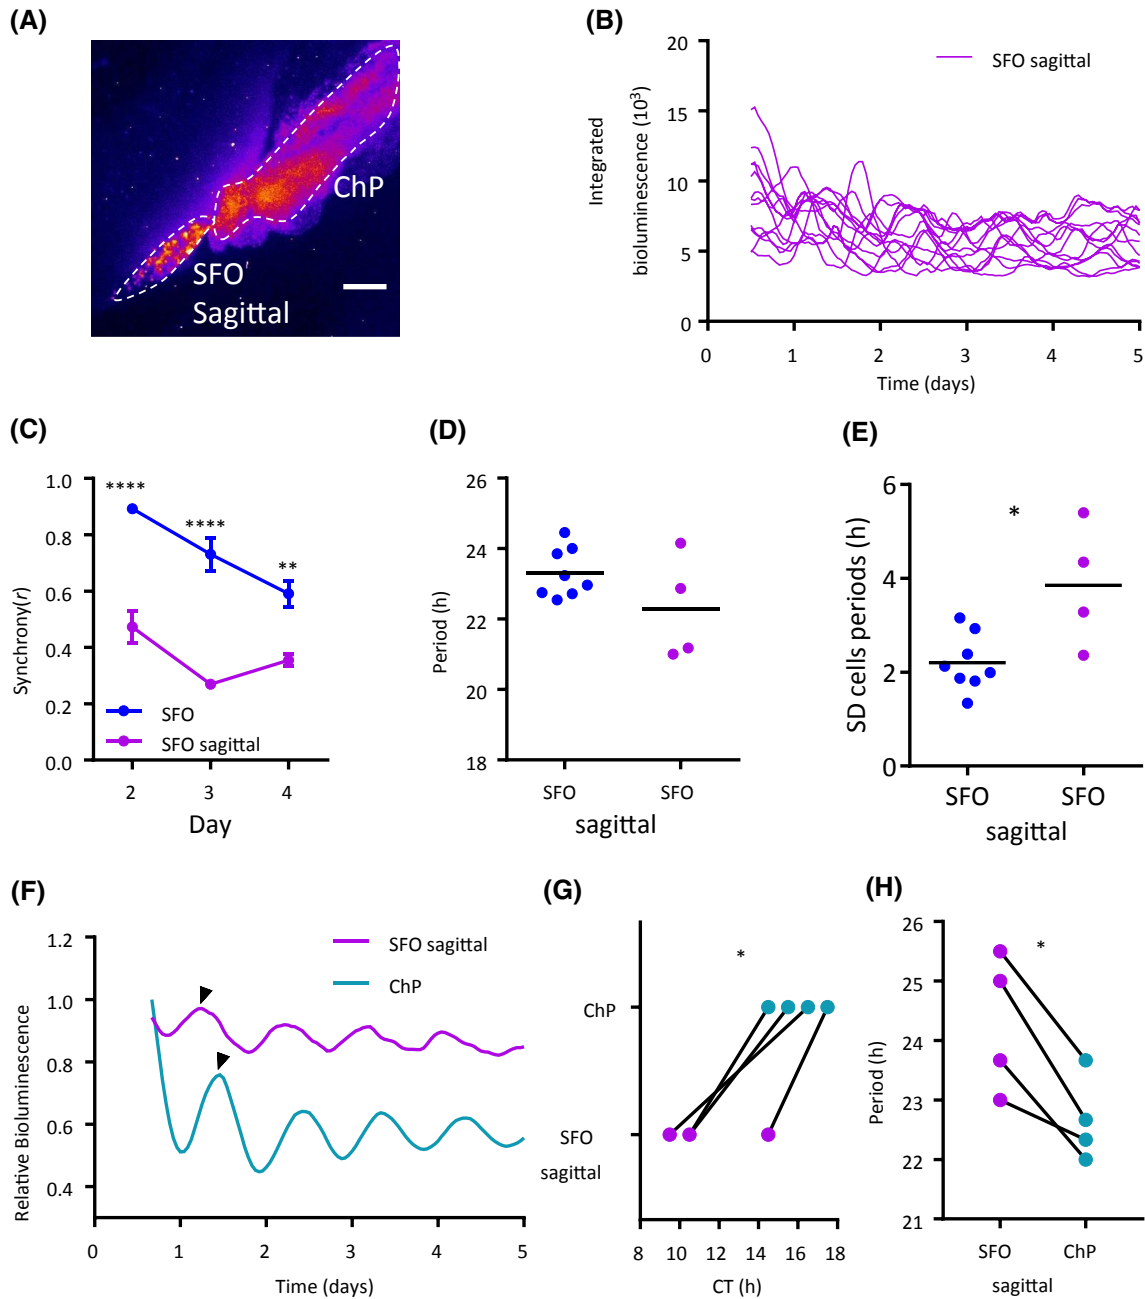 (A)
ChP
SFO
Sagittal
(B)
Integrated
bioluminescence (10³)
20
15
10
5
0
SFO sagittal
0 1 2 3 4 5
Time (days)
(C)
Synchrony(r)
1.0
0.8
0.6
0.4
0.2
0.0
****
****
**
SFO
SFO sagittal
2 3 4
Day
(D)
Period (h)
26
24
22
20
18
SFO SFO
sagittal
(E)
SD cells periods (h)
6
4
2
0
*
SFO SFO
sagittal
(F)
Relative Bioluminescence
1.2
1.0
0.8
0.6
0.4
SFO sagittal
ChP
0 1 2 3 4 5
Time (days)
(G)
*
ChP
SFO
sagittal
8 10 12 14 16 18
CT (h)
(H)
Period (h)
26
25
24
23
22
21
*
SFO ChP
sagittal